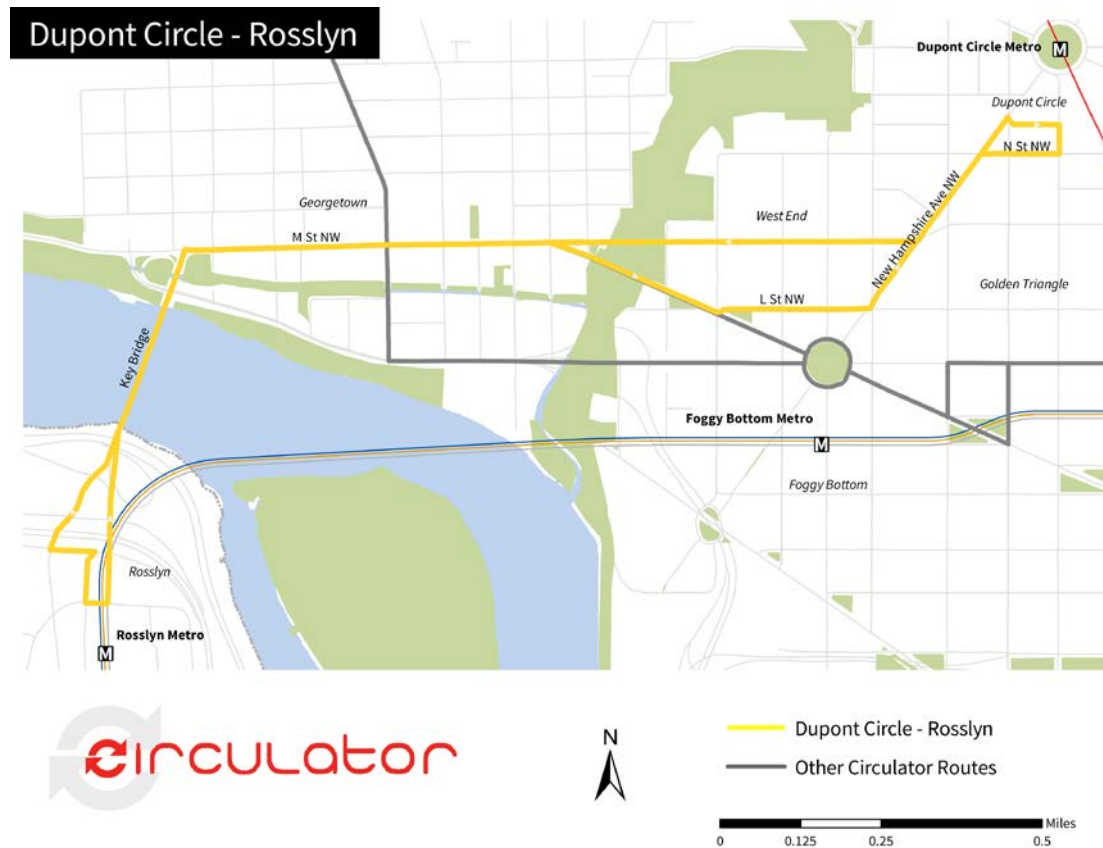 Dupont Circle - Rosslyn
Dupont Circle Metro
M
Dupont Circle
N St NW
Georgetown
West End
M St NW
New Hampshire Ave NW
Golden Triangle
L St NW
Key Bridge
Foggy Bottom Metro
M
Foggy Bottom
Rosslyn
Rosslyn Metro
M
circulator
N
Dupont Circle - Rosslyn
Other Circulator Routes
Miles
0 0.125 0.25 0.5